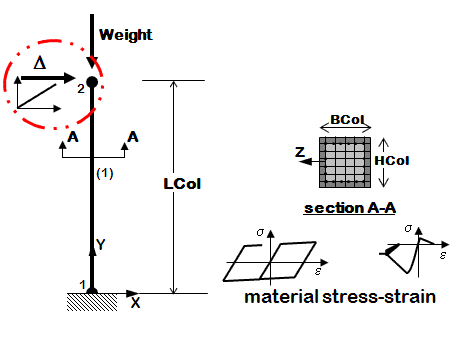 Weight
Δ
2
A A
(1)
LCol
Y
1
X
BCol
Z
HCol
section A-A
σ
ε
σ
ε
material stress-strain